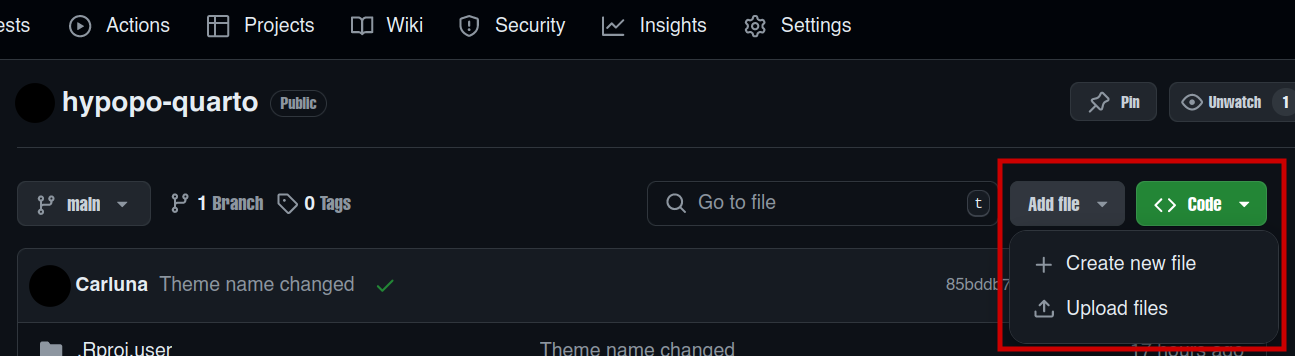 ests Actions Projects Wiki Security Insights Settings
hypopo-quarto Public Pin Unwatch 1
main 1 Branch 0 Tags Go to file t Add file <> Code
Carluna Theme name changed 85bddb7
Create new file
Upload files
.Rproj.user Theme name changed 17 hours ago